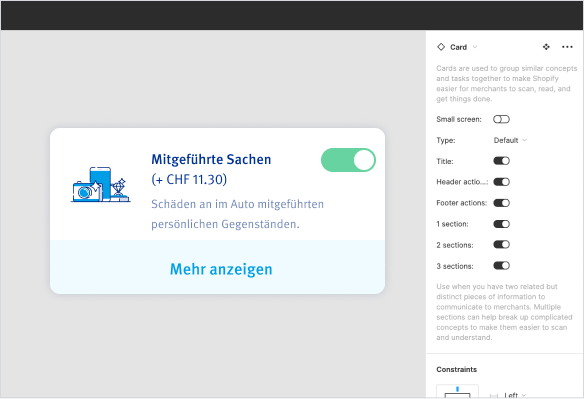 Card
Cards are used to group similar concepts
and tasks together to make Shopify
easier for merchants to scan, read, and
get things done.
Small screen:
Type: Default
Title:
Header actio...:
Footer actions:
1 section:
2 sections:
3 sections:
Use when you have two related but
distinct pieces of information to
communicate to merchants. Multiple
sections can help break up complicated
concepts to make them easier to scan
and understand.
Constraints
Left
Mitgeführte Sachen
(+ CHF 11.30)
Schäden an im Auto mitgeführten
persönlichen Gegenständen.
Mehr anzeigen